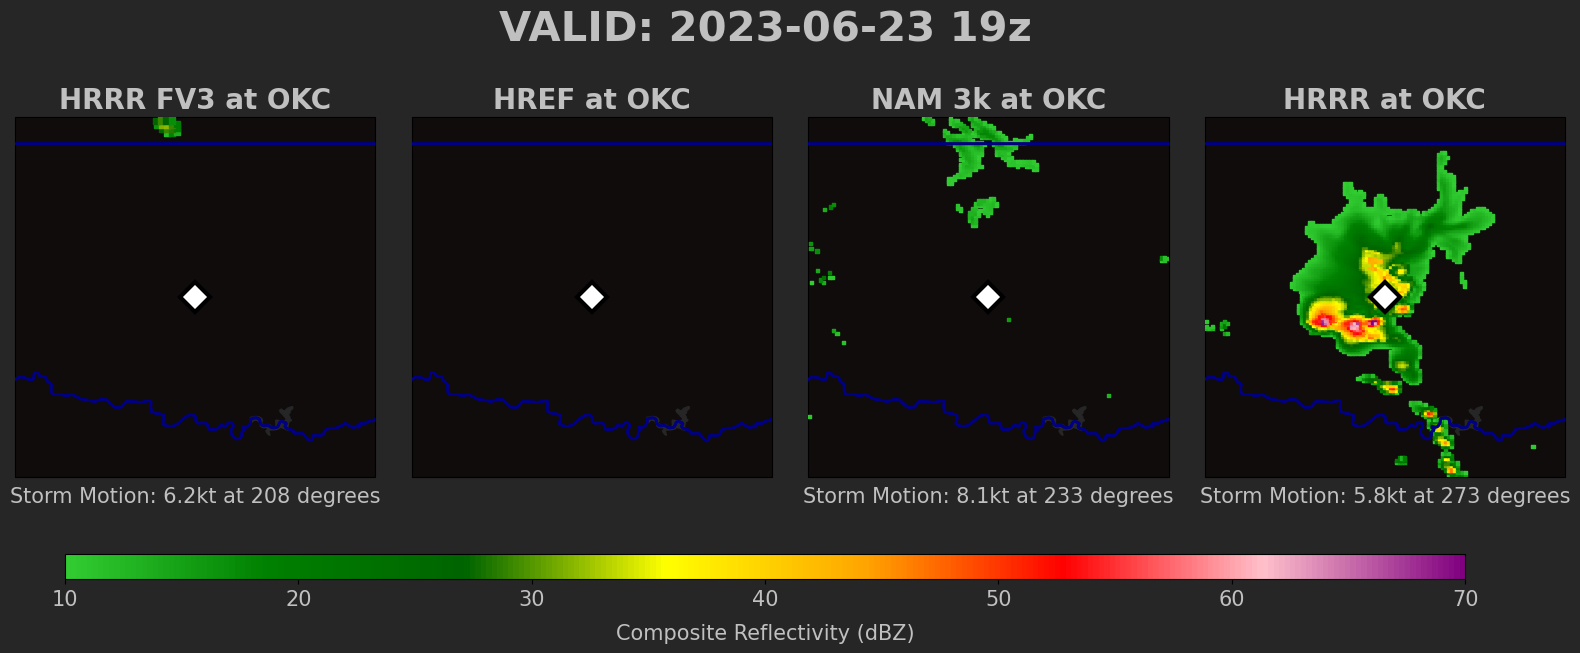 VALID: 2023-06-23 19z
HRRR FV3 at OKC
HREF at OKC
NAM 3k at OKC
HRRR at OKC
Storm Motion: 6.2kt at 208 degrees
Storm Motion: 8.1kt at 233 degrees
Storm Motion: 5.8kt at 273 degrees
10 20 30 40 50 60 70
Composite Reflectivity (dBZ)